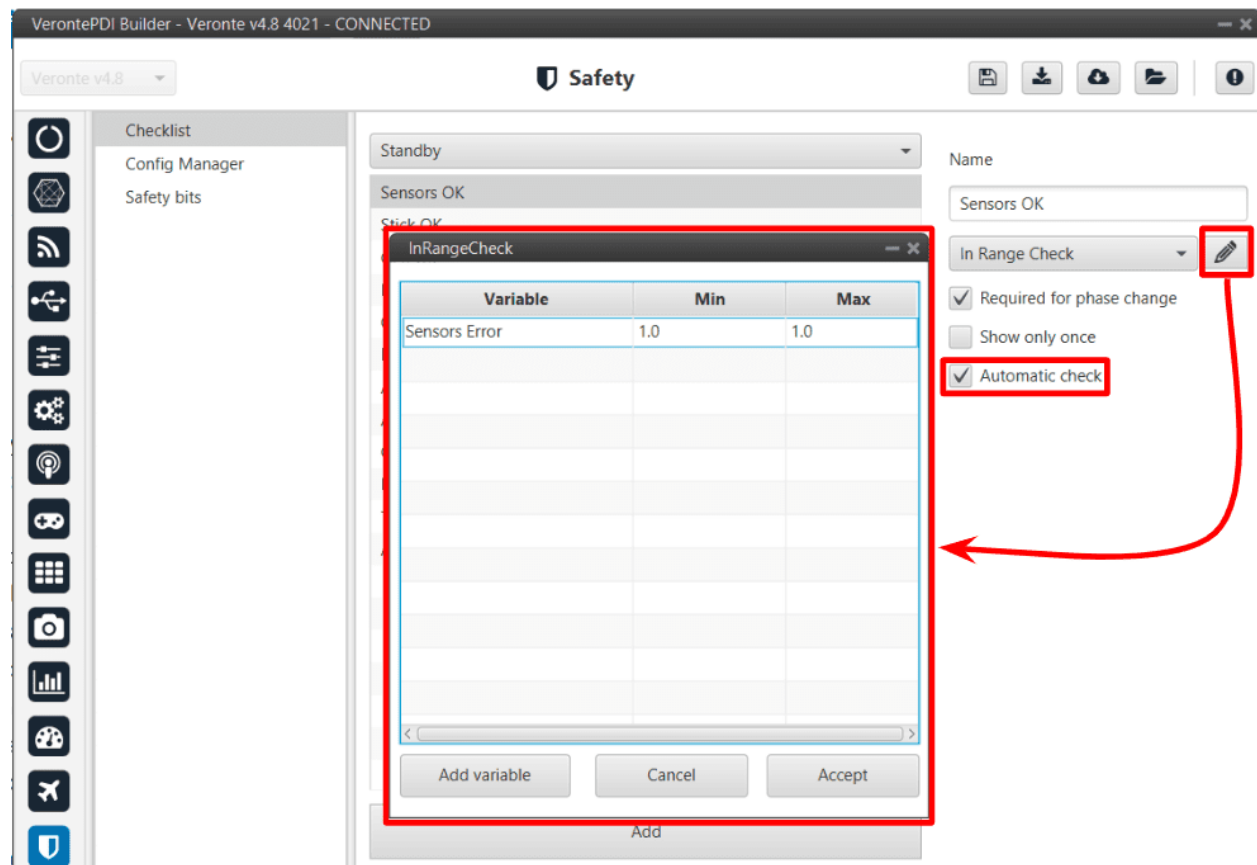 VerontePDI Builder - Veronte v4.8 4021 - CONNECTED
Veronte v4.8
Safety
Checklist
Config Manager
Safety bits
Standby
Sensors OK
Stick OK
Name
Sensors OK
In Range Check
Required for phase change
Show only once
Automatic check
InRangeCheck
Variable Min Max
Sensors Error 1.0 1.0
Add variable Cancel Accept
Add